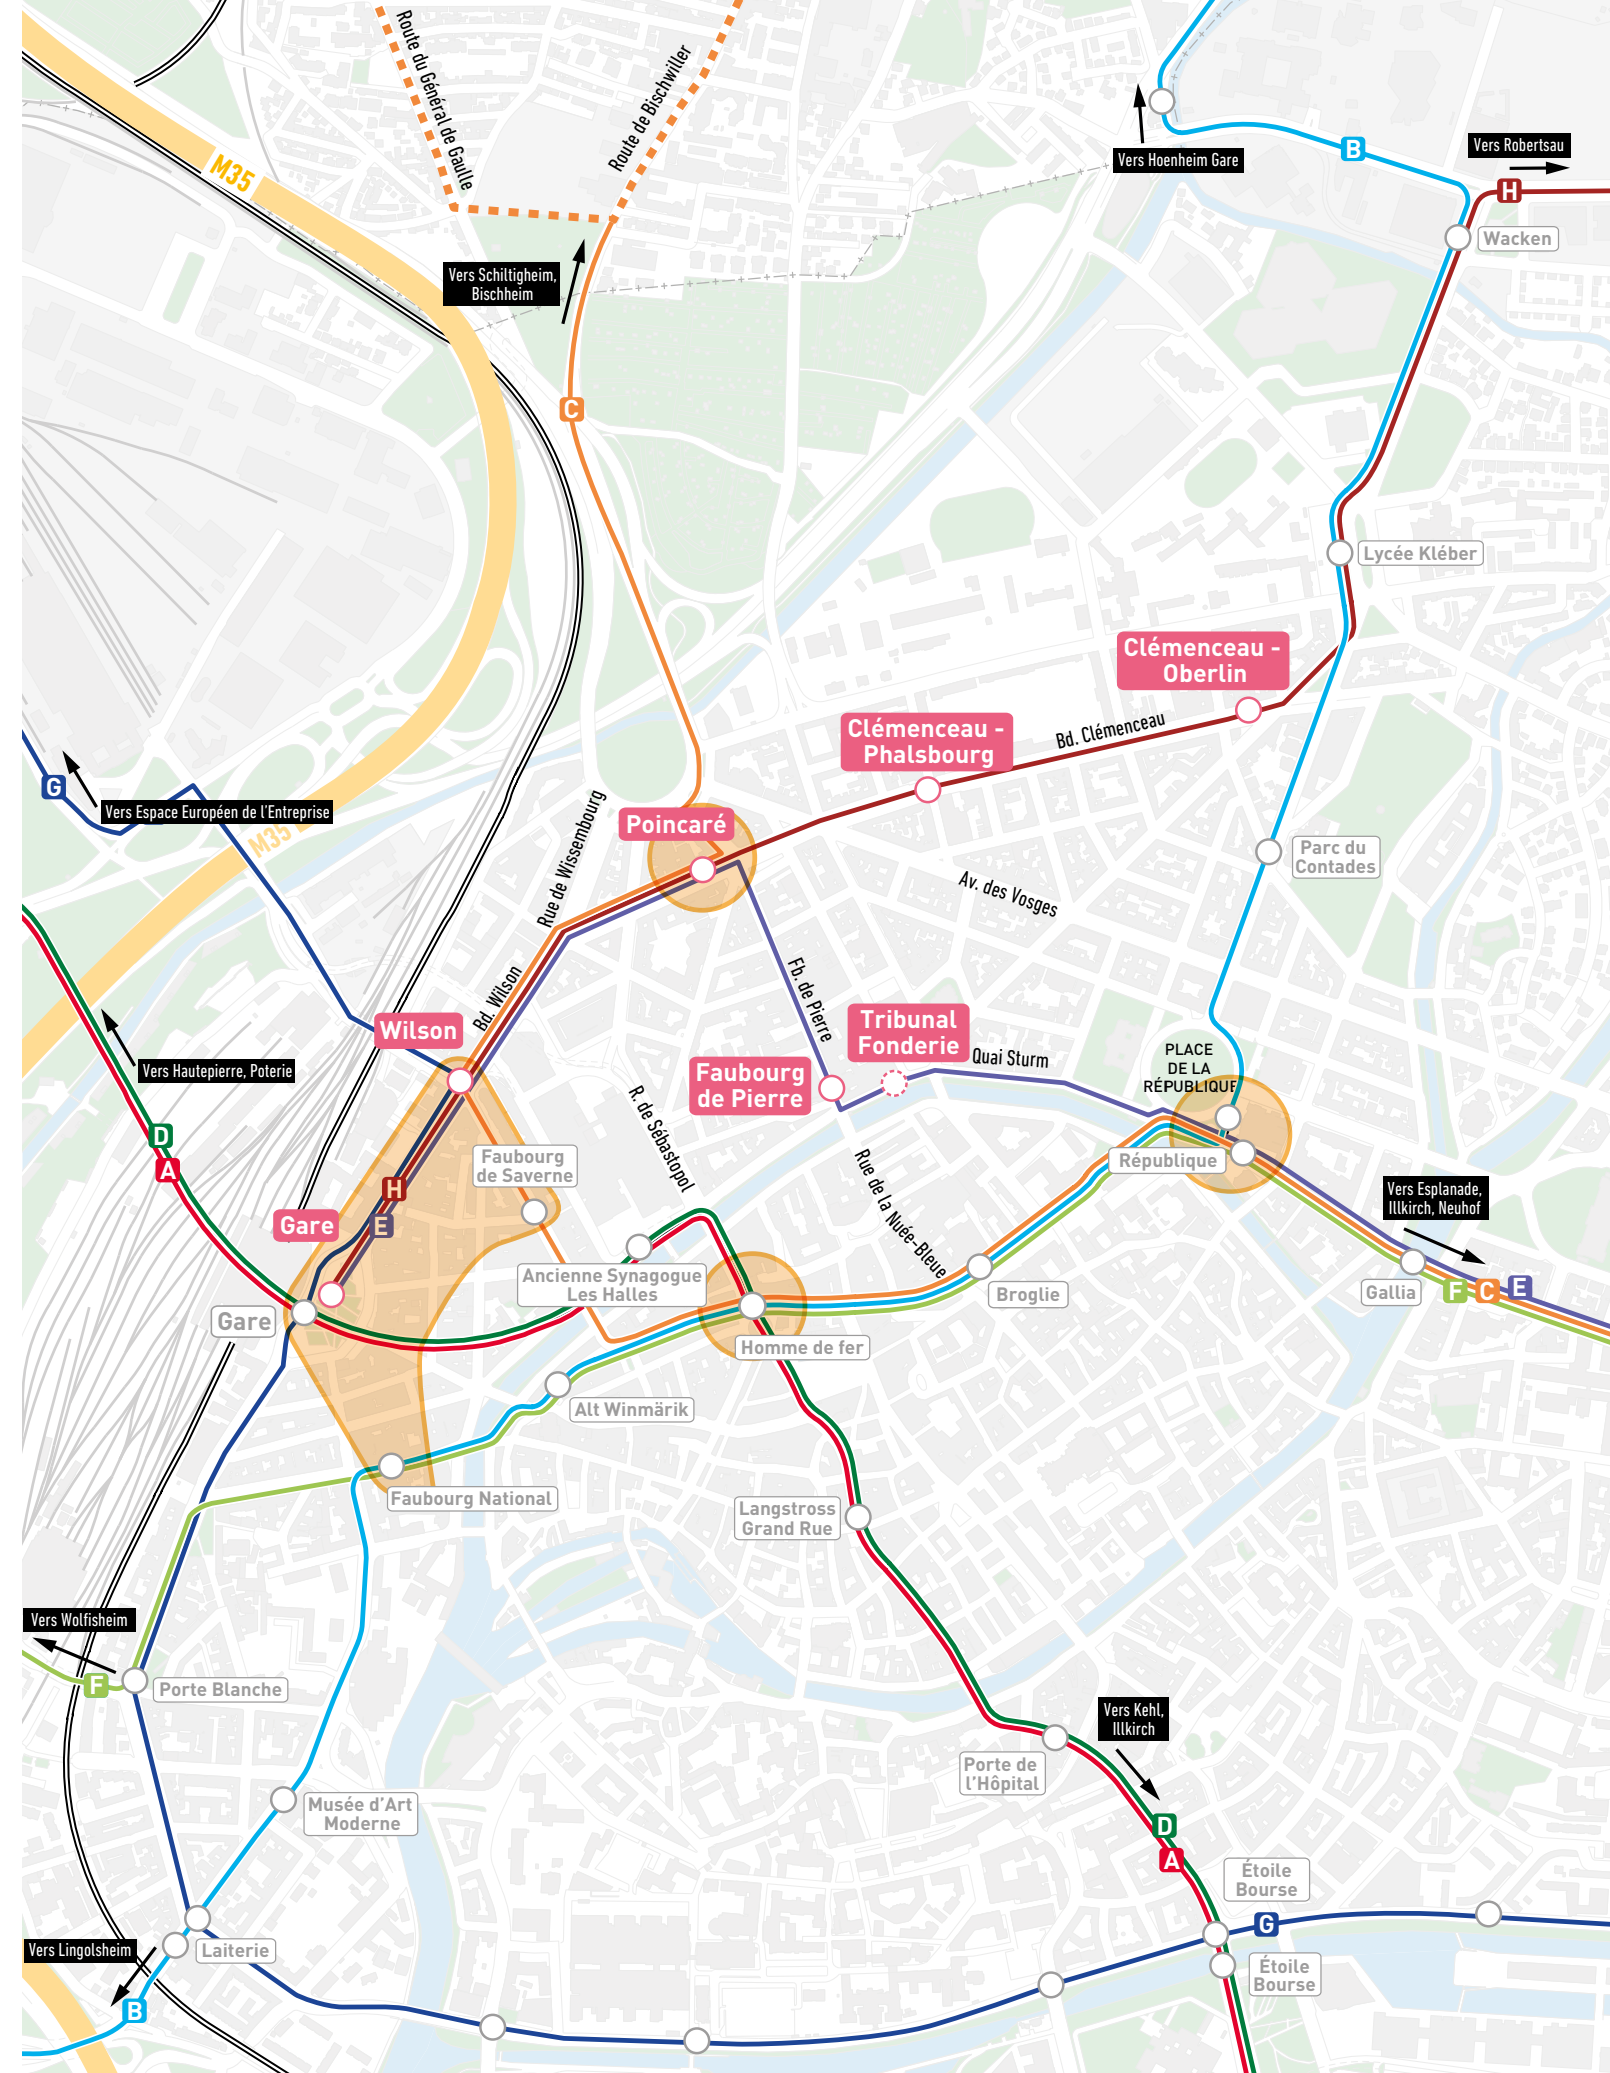 Route du Général de Gaulle
Route de Bischwiller
M35
Vers Hoenheim Gare
B
Vers Robertsau
H
Wacken
Vers Schiltigheim,
Bischheim
C
Lycée Kléber
Clémenceau -
Oberlin
Clémenceau -
Phalsbourg
Bd. Clémenceau
G
Vers Espace Européen de l'Entreprise
M35
Rue de Wissembourg
Poincaré
Parc du
Contades
Av. des Vosges
Bd. Wilson
Fb. de Pierre
Wilson
Tribunal
Fonderie
Quai Sturm
PLACE
DE LA
RÉPUBLIQUE
Vers Hautepierre, Poterie
Faubourg
de Pierre
R. de Sébastopol
D
A
Faubourg
de Saverne
République
Rue de la Nuée-Bleue
H
E
Gare
Vers Esplanade,
Illkirch, Neuhof
Ancienne Synagogue
Les Halles
Broglie
Gallia
F
C
E
Gare
Homme de fer
Alt Winmärik
Faubourg National
Langstross
Grand Rue
Vers Wolfisheim
F
Porte Blanche
Vers Kehl,
Illkirch
Porte de
l'Hôpital
Musée d'Art
Moderne
D
A
Étoile
Bourse
G
Vers Lingolsheim
Laiterie
Étoile
Bourse
B